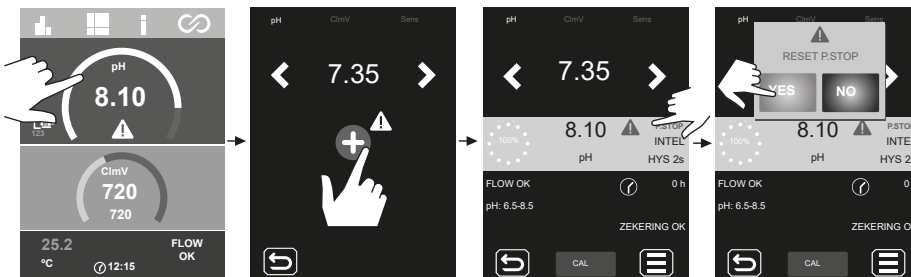 pH
8.10
123
ClmV
720
720
25.2
ºC
12:15
FLOW
OK
pH ClmV Sens
7.35
pH ClmV Sens
7.35
100%
8.10
pH
P.STOP
INTEL
HYS 2s
FLOW OK
0 h
pH: 6.5-8.5
ZEKERING OK
CAL
pH ClmV Sens
RESET P.STOP
YES NO
100%
8.10
pH
P.STO
INTE
HYS 2
FLOW OK
0
pH: 6.5-8.5
ZEKERING O
CAL